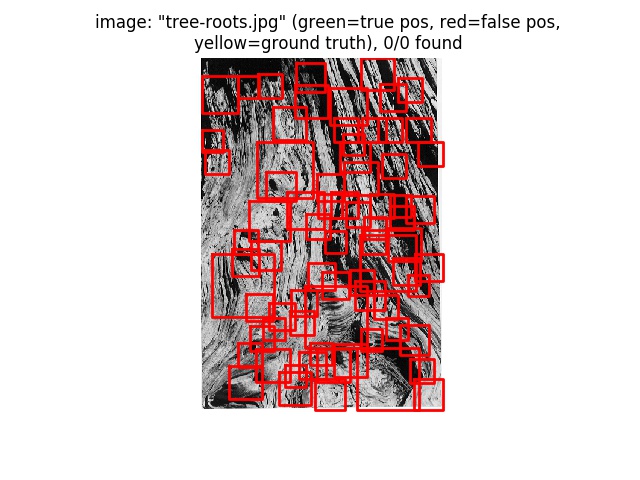 image: "tree-roots.jpg" (green=true pos, red=false pos,
yellow=ground truth), 0/0 found